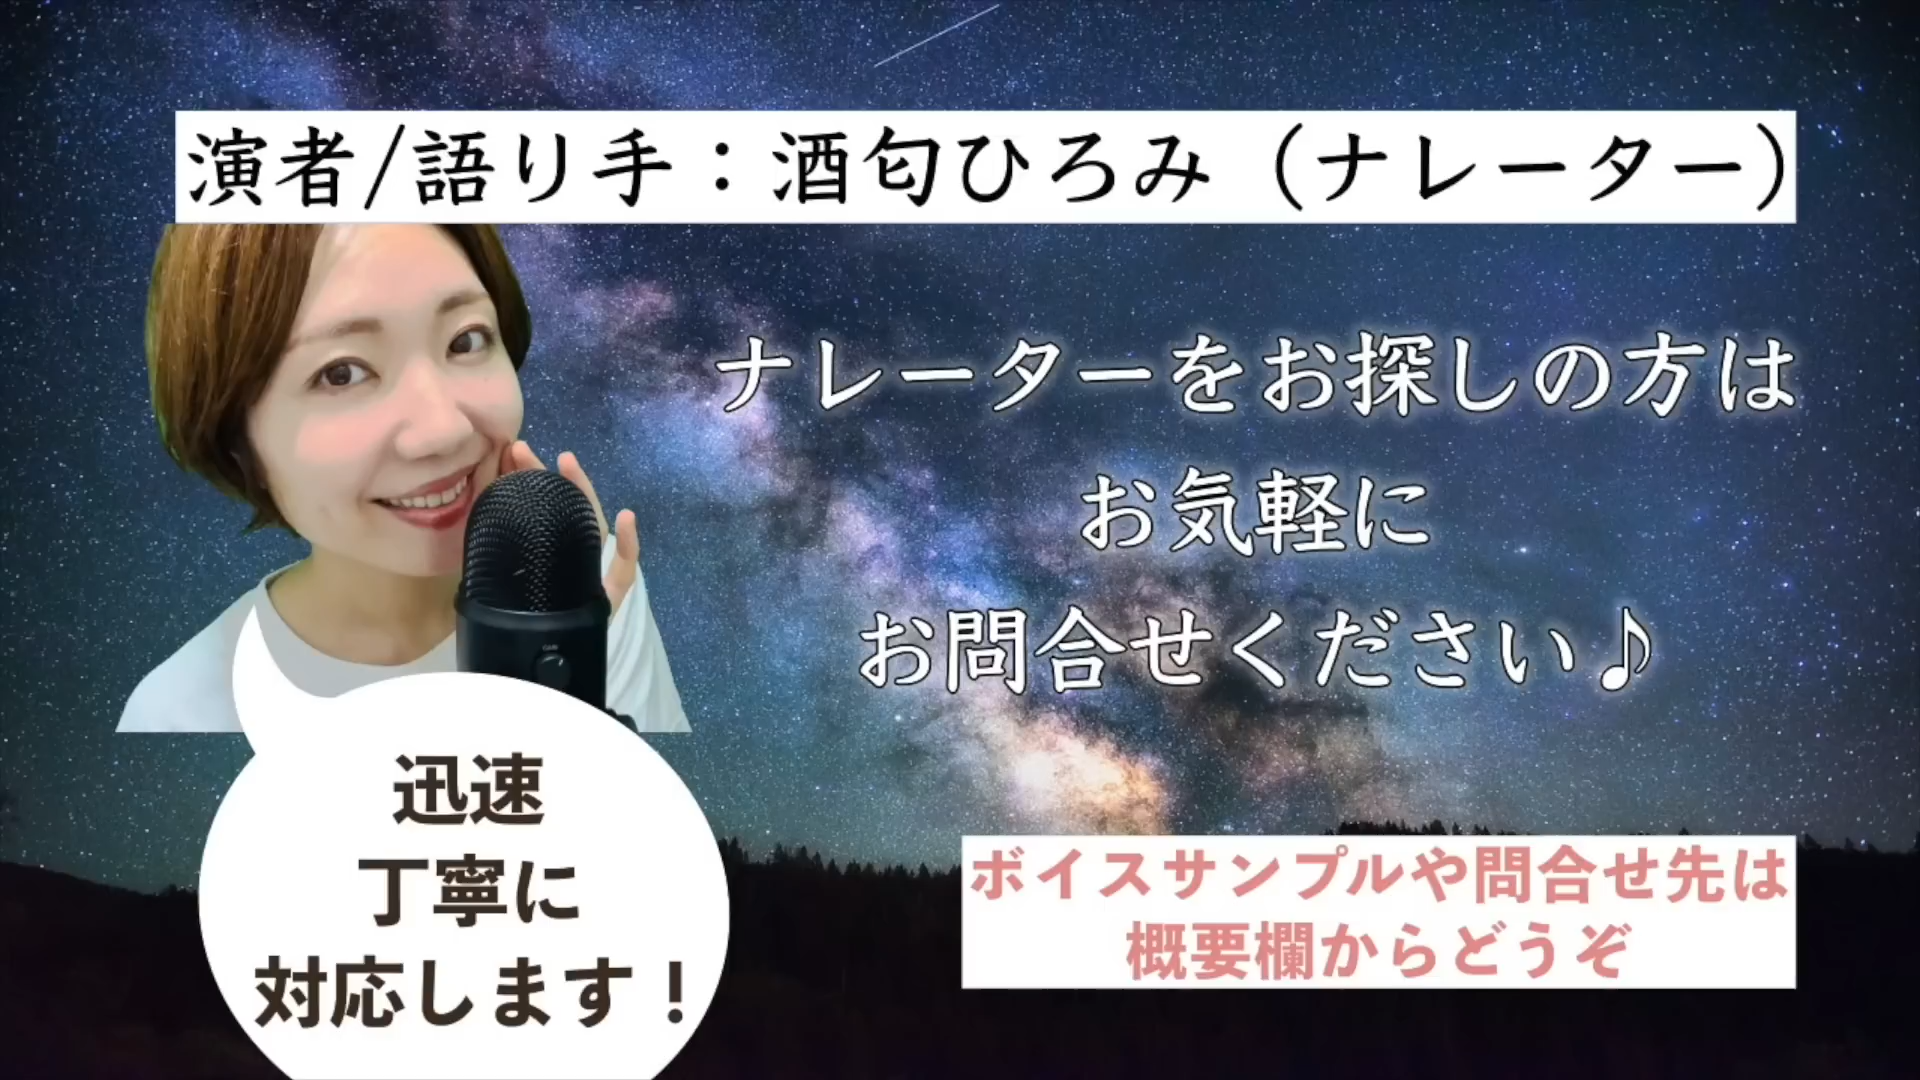 演者/語り手：酒匂ひろみ（ナレーター）
ナレーターをお探しの方は
お気軽に
お問合せください♪
迅速
丁寧に
対応します！
ボイスサンプルや問合せ先は
概要欄からどうぞ